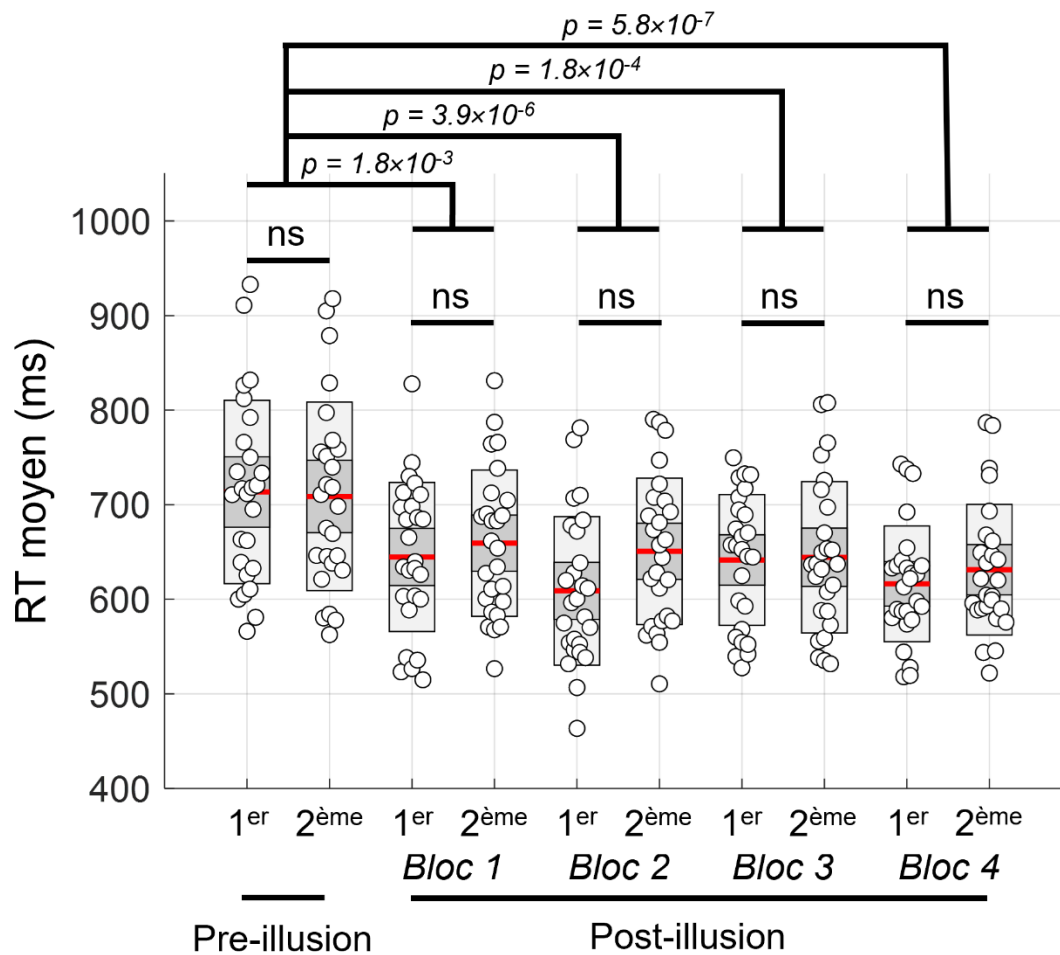 p = 5.8×10⁻⁷
p = 1.8×10⁻⁴
p = 3.9×10⁻⁶
p = 1.8×10⁻³
1000
ns
900
ns ns ns ns
800
700
600
500
400
RT moyen (ms)
1er 2ème 1er 2ème 1er 2ème 1er 2ème 1er 2ème
Bloc 1 Bloc 2 Bloc 3 Bloc 4
Pre-illusion Post-illusion